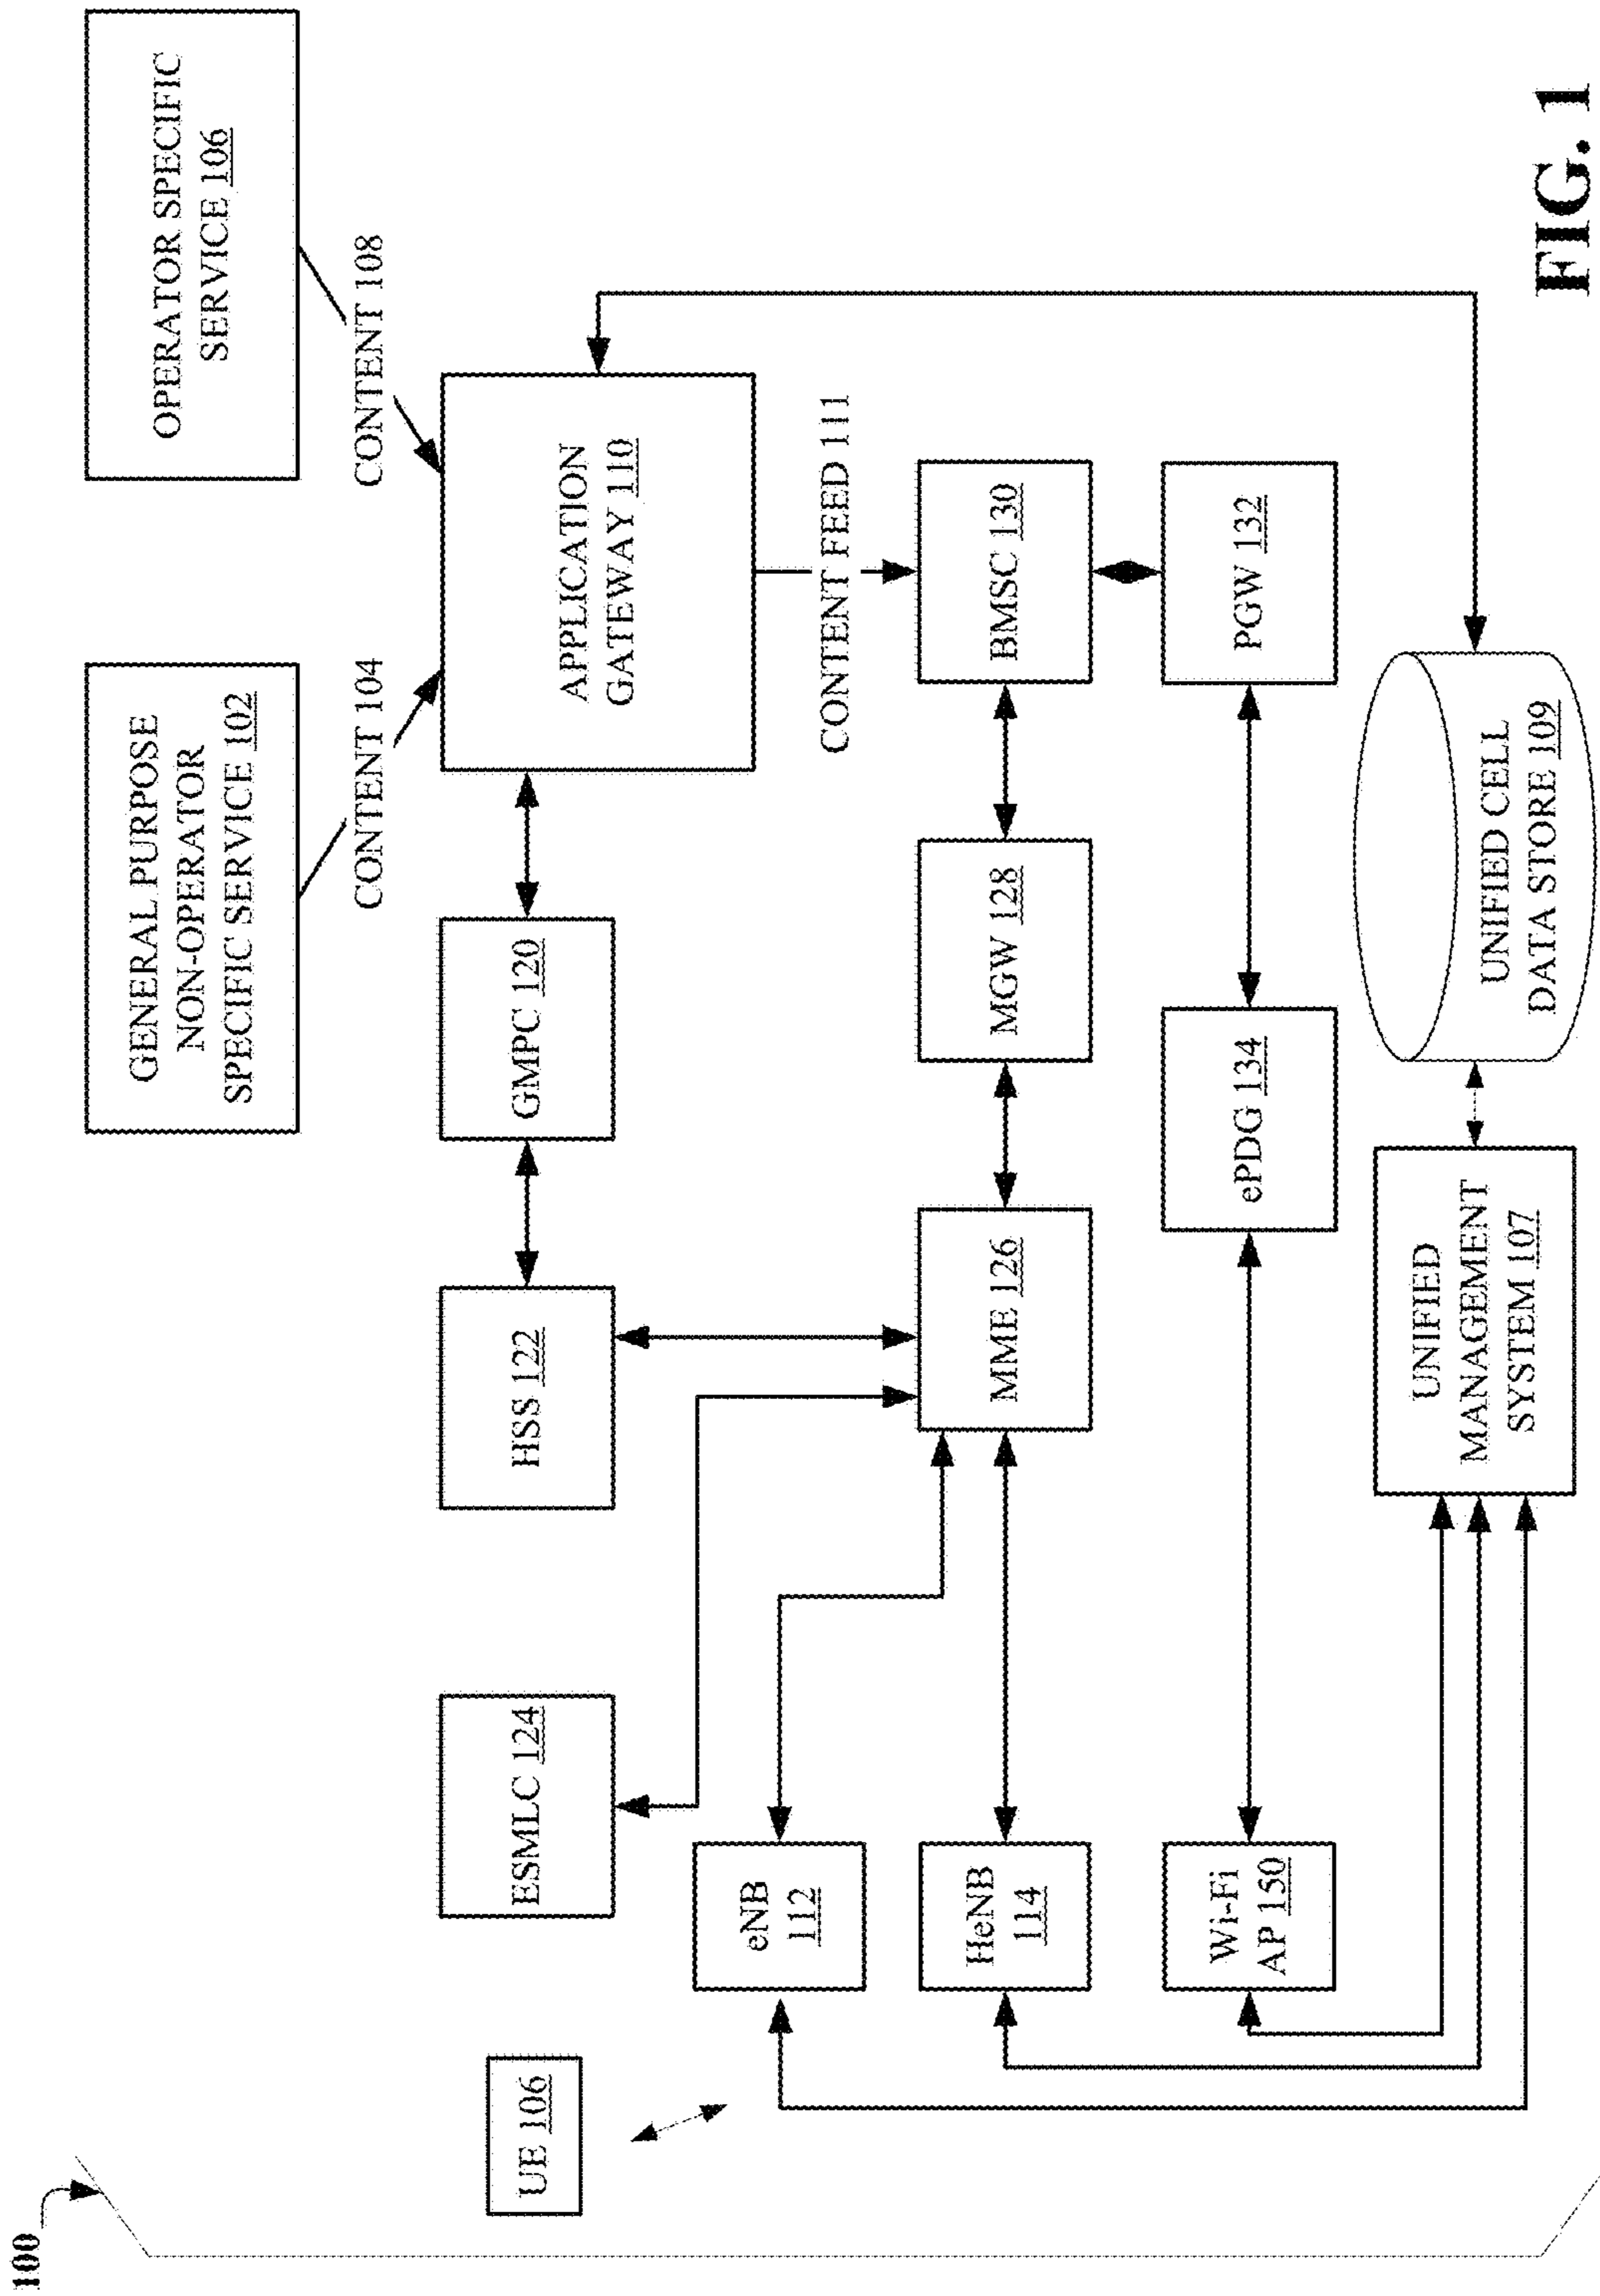 100
GENERAL PURPOSE
NON-OPERATOR
SPECIFIC SERVICE 102
OPERATOR SPECIFIC
SERVICE 106
CONTENT 104
CONTENT 108
UE 106
ESMLC 124
HSS 122
GMPC 120
APPLICATION
GATEWAY 110
CONTENT FEED 111
eNB
112
HeNB
114
MME 126
MGW 128
BMSC 130
Wi-Fi
AP 150
ePDG 134
PGW 132
UNIFIED
MANAGEMENT
SYSTEM 107
UNIFIED CELL
DATA STORE 109
FIG. 1